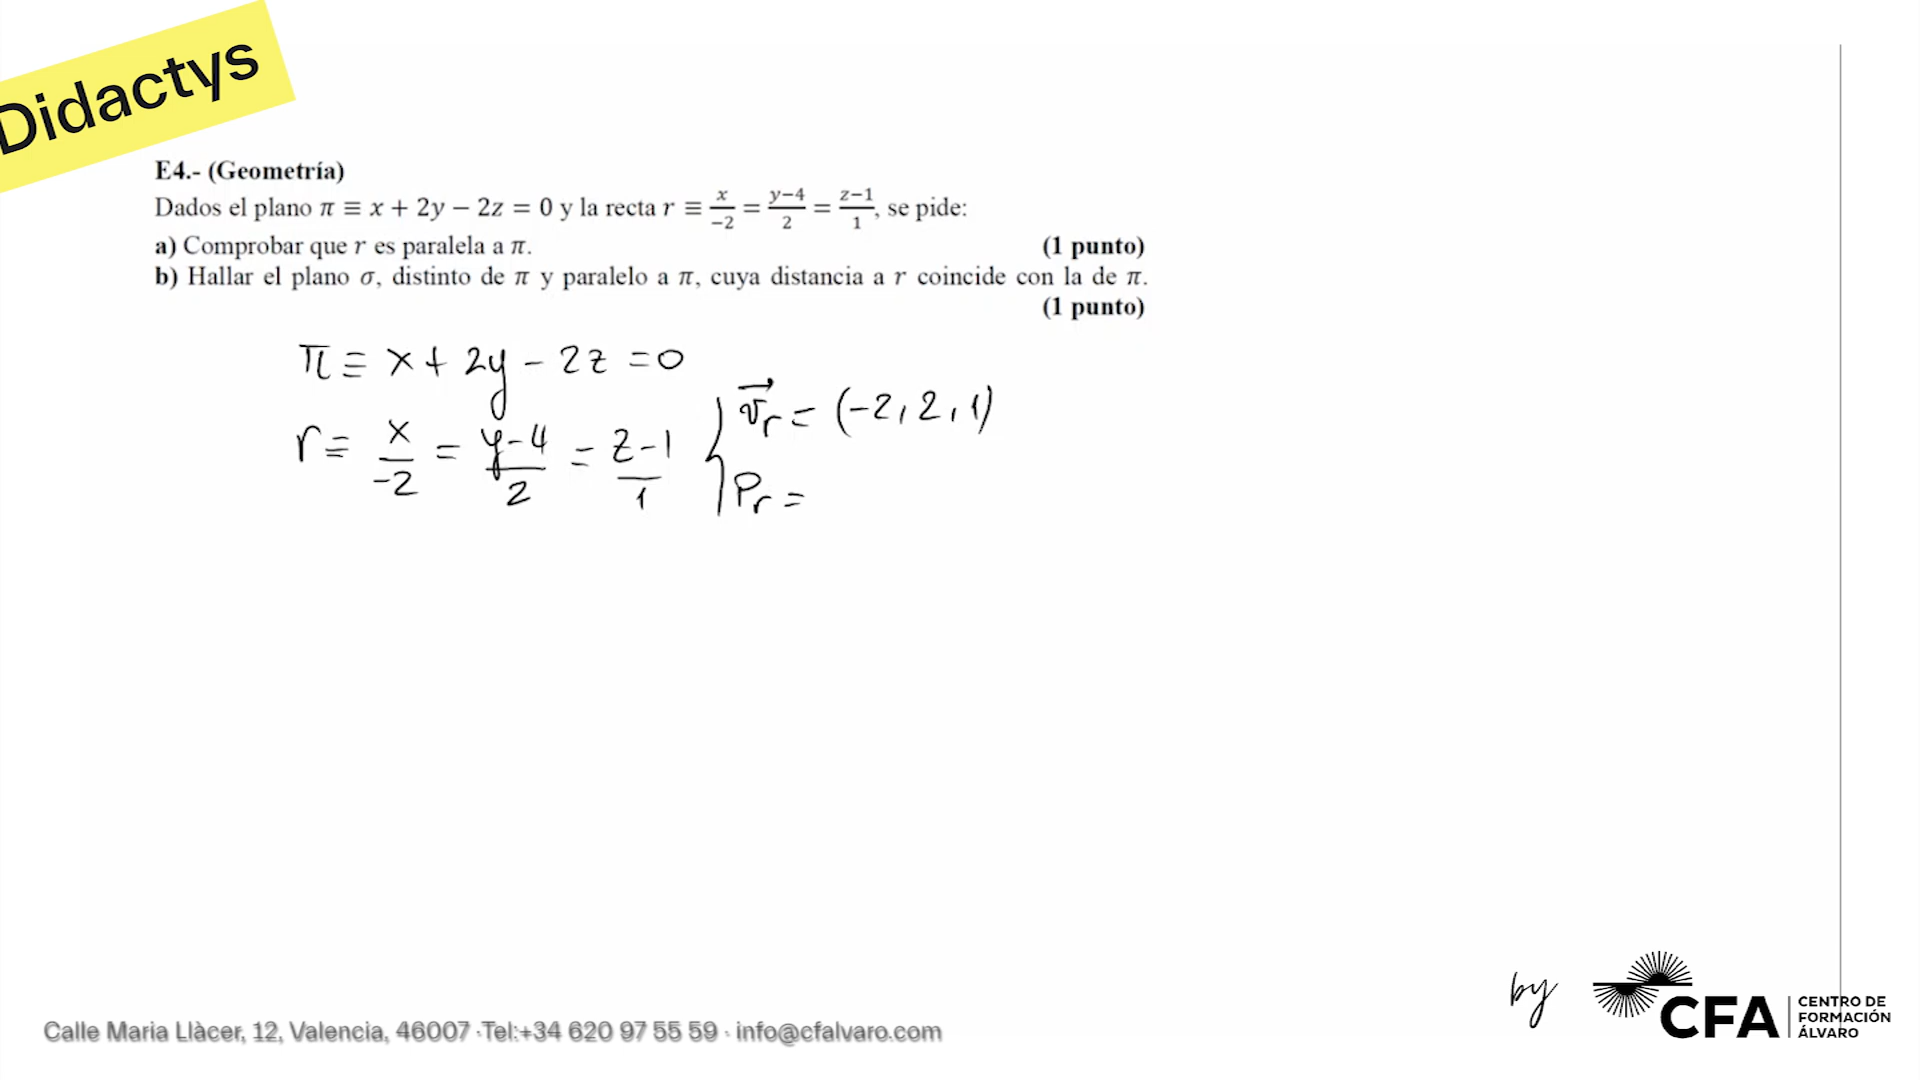 Didactys
E4.- (Geometría)
Dados el plano π ≡ x + 2y − 2z = 0 y la recta r ≡ x/−2 = y−4/2 = z−1/1, se pide:
a) Comprobar que r es paralela a π. (1 punto)
b) Hallar el plano σ, distinto de π y paralelo a π, cuya distancia a r coincide con la de π.
(1 punto)
π ≡ x + 2y − 2z = 0
r ≡ x/−2 = y−4/2 = z−1/1
v⃗r = (−2, 2, 1)
Pr =
by
CFA
CENTRO DE
FORMACIÓN
ÁLVARO
Calle Maria Llàcer, 12, Valencia, 46007 · Tel:+34 620 97 55 59 · info@cfalvaro.com